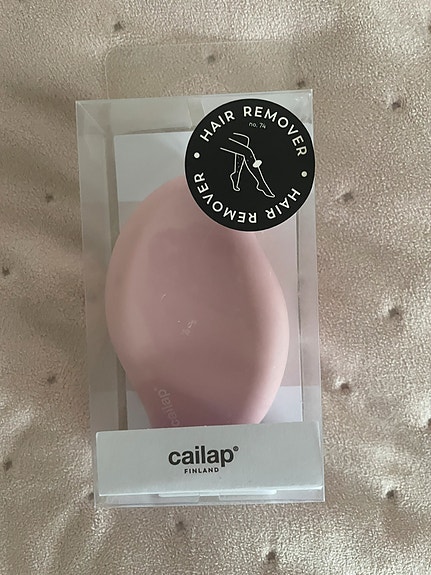 HAIR REMOVER
no. 74
HAIR REMOVER
cailap®
cailap®
FINLAND